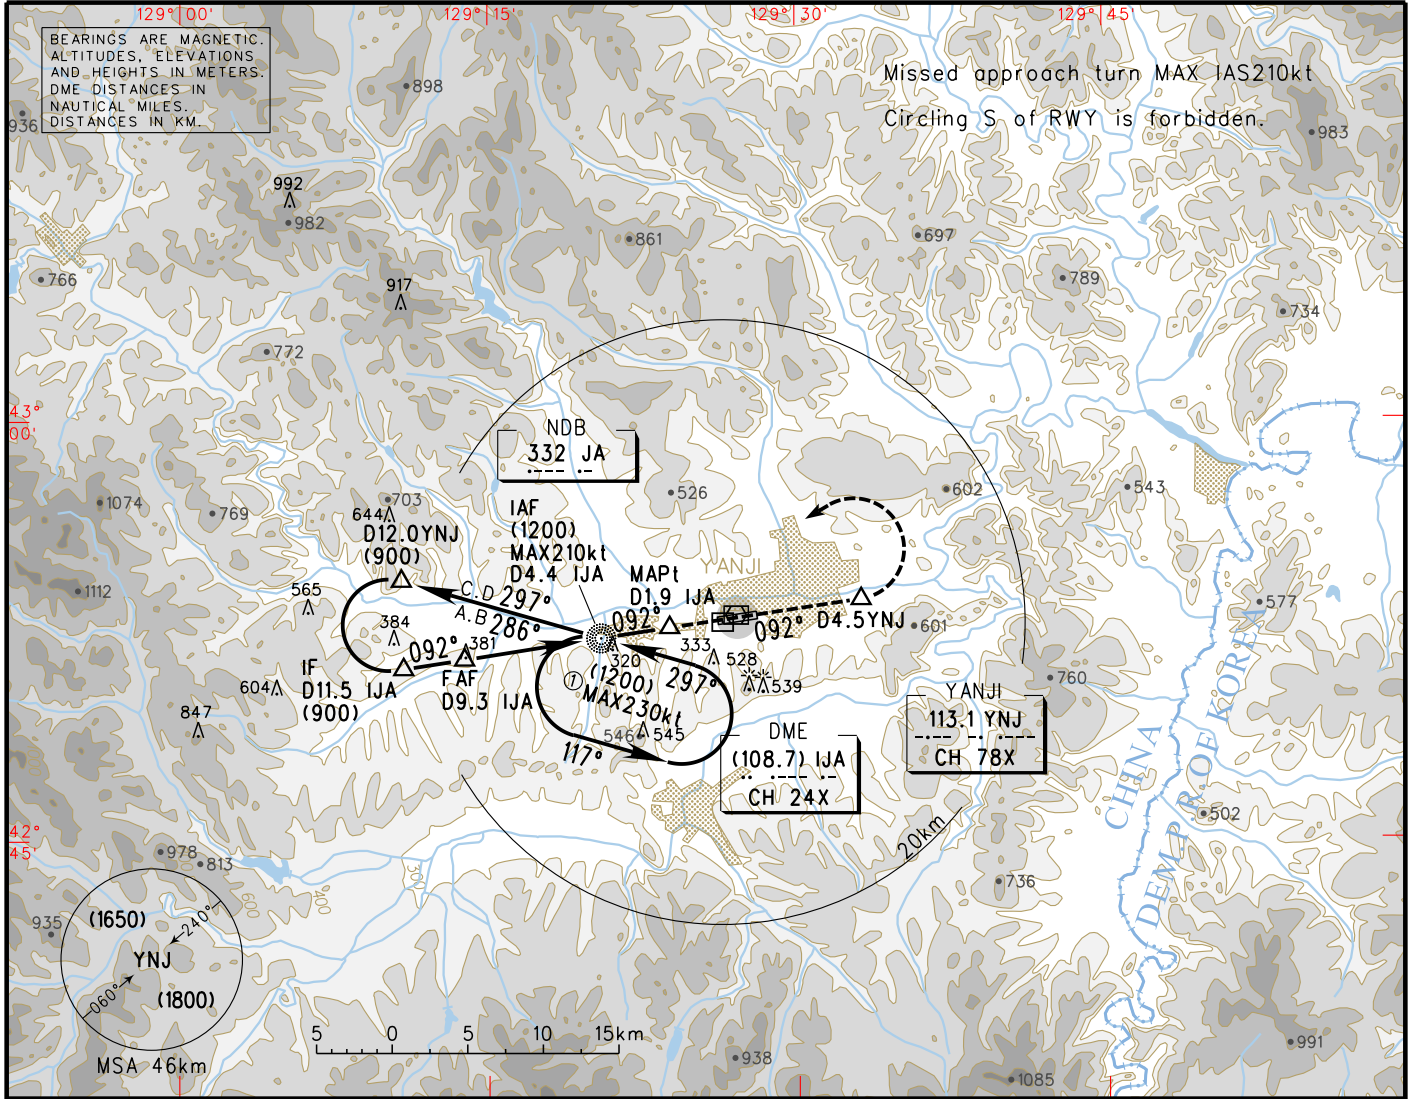 129° 00'
129° 15'
129° 30'
129° 45'
BEARINGS ARE MAGNETIC.
ALTITUDES, ELEVATIONS
AND HEIGHTS IN METERS.
DME DISTANCES IN
NAUTICAL MILES.
DISTANCES IN KM.
Missed approach turn MAX IAS210kt
Circling S of RWY is forbidden.
898
936
983
992
982
861
697
766
789
917
734
772
43°
00'
NDB
332 JA
1074
703
769
644
526
602
543
IAF
(1200)
MAX210kt
D4.4 IJA
D12.0YNJ
(900)
YANJI
MAPt
D1.9 IJA
1112
565
C.D 297°
A.B 286°
092°
092°
D4.5YNJ
577
601
384
092°
381
333
528
320
IF
D11.5 IJA
(900)
FAF
D9.3 IJA
(1200)
① MAX230kt
297°
539
760
604
847
546
545
117°
DME
(108.7) IJA
CH 24X
YANJI
113.1 YNJ
CH 78X
CHINA
DEM.P.R.OF KOREA
502
42°
45'
20km
978
813
300
400
600
736
935
(1650)
240°
YNJ
060°
(1800)
MSA 46km
5 0 5 10 15km
938
991
1085